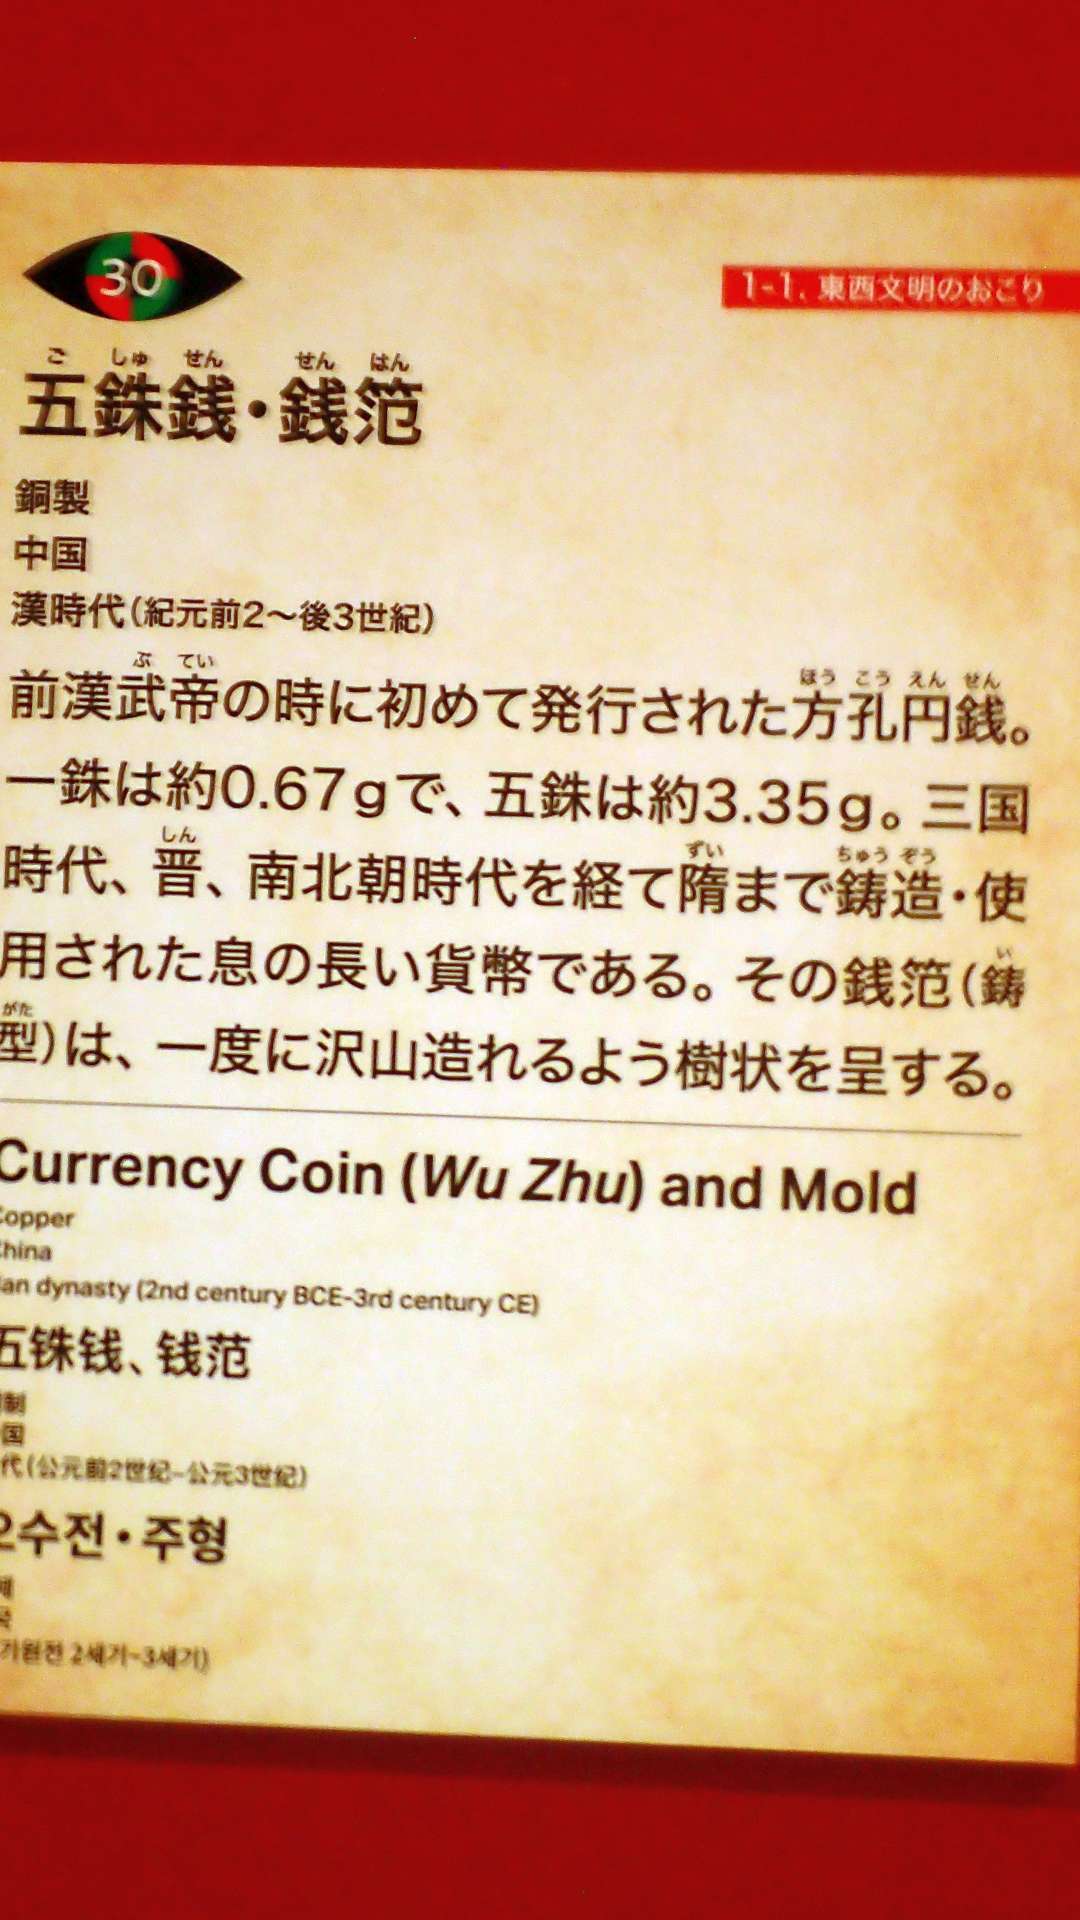 30
1-1. 東西文明のおこり
ご しゅ せん せん はん
五銖銭・銭笵
銅製
中国
漢時代(紀元前2～後3世紀)
ぶ てい ほう こう えん せん
前漢武帝の時に初めて発行された方孔円銭。
一銖は約0.67gで、五銖は約3.35g。三国
しん ずい ちゅう ぞう
時代、晋、南北朝時代を経て隋まで鋳造・使
い
用された息の長い貨幣である。その銭笵(鋳
がた
型)は、一度に沢山造れるよう樹状を呈する。
Currency Coin (Wu Zhu) and Mold
Copper
China
Han dynasty (2nd century BCE-3rd century CE)
五铢钱、钱范
制
国
代(公元前2世纪-公元3世纪)
오수전・주형
제
국
기원전 2세기~3세기)